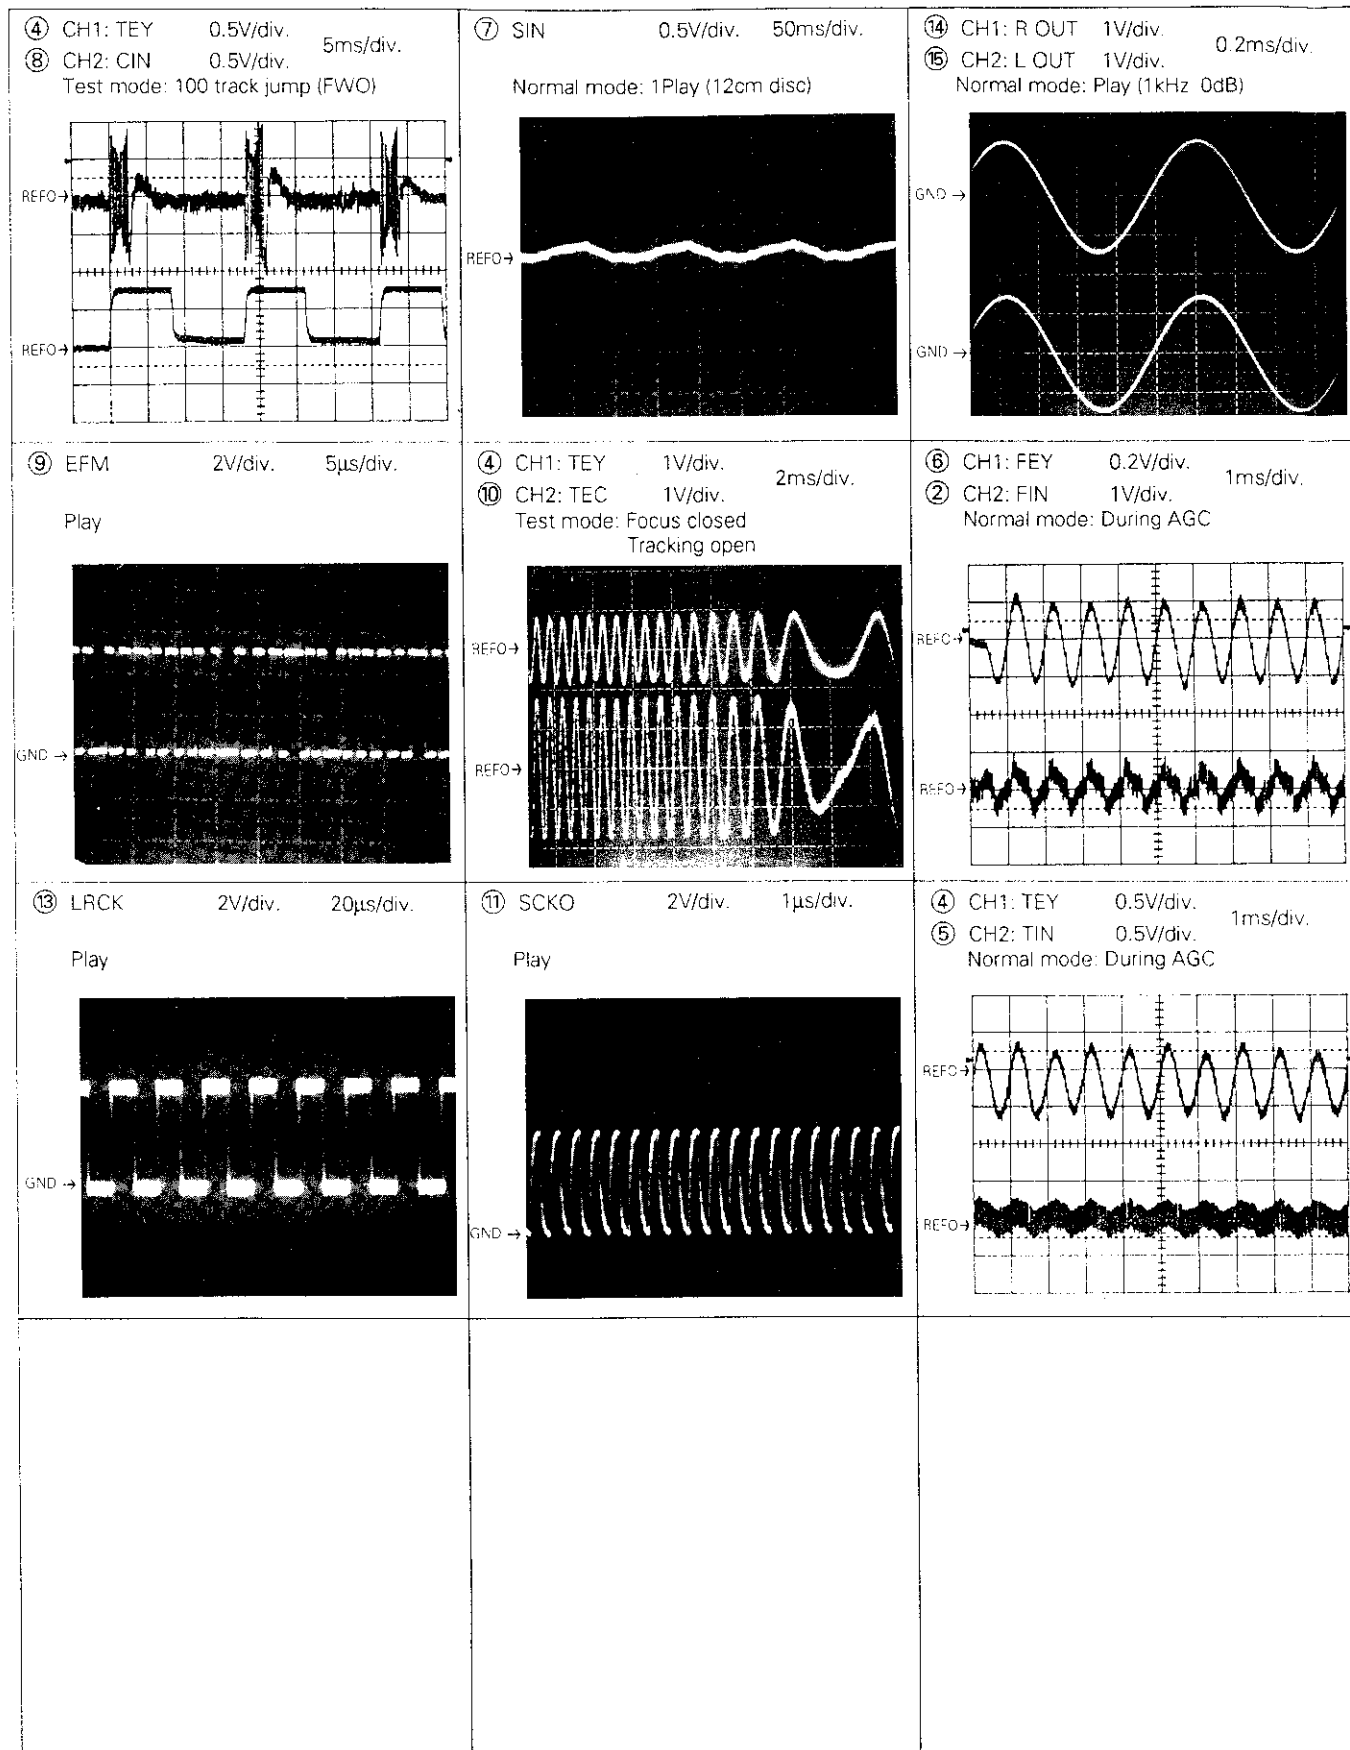 ④ CH1: TEY 0.5V/div. 5ms/div.
⑧ CH2: CIN 0.5V/div.
Test mode: 100 track jump (FWO)
REFO→
REFO→
⑦ SIN 0.5V/div. 50ms/div.
Normal mode: 1Play (12cm disc)
REFO→
⑭ CH1: R OUT 1V/div. 0.2ms/div.
⑮ CH2: L OUT 1V/div.
Normal mode: Play (1kHz 0dB)
GND→
GND→
⑨ EFM 2V/div. 5µs/div.
Play
GND→
④ CH1: TEY 1V/div. 2ms/div.
⑩ CH2: TEC 1V/div.
Test mode: Focus closed
Tracking open
REFO→
REFO→
⑥ CH1: FEY 0.2V/div. 1ms/div.
② CH2: FIN 1V/div.
Normal mode: During AGC
REFO→
REFO→
⑬ LRCK 2V/div. 20µs/div.
Play
GND→
⑪ SCKO 2V/div. 1µs/div.
Play
GND→
④ CH1: TEY 0.5V/div. 1ms/div.
⑤ CH2: TIN 0.5V/div.
Normal mode: During AGC
REFO→
REFO→